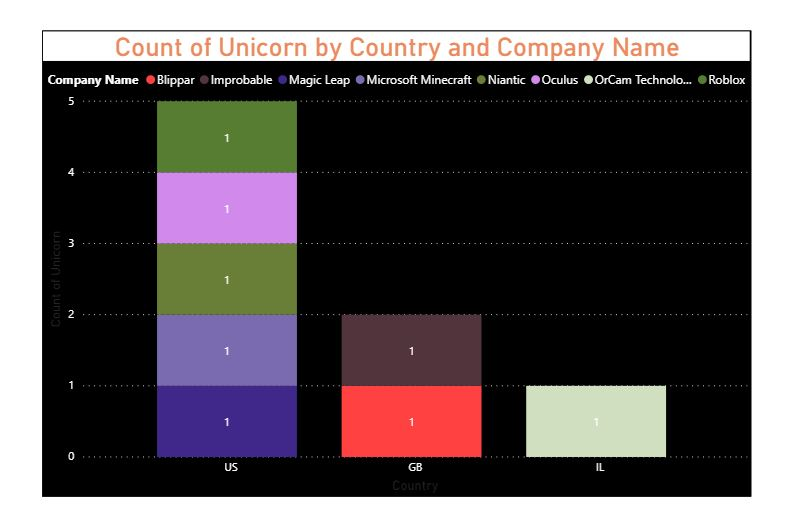 Count of Unicorn by Country and Company Name
Company Name Blippar Improbable Magic Leap Microsoft Minecraft Niantic Oculus OrCam Technolo... Roblox
5
1
4
1
3
1
2
1
1
1
1
1
1
0
US GB IL
Count of Unicorn
Country